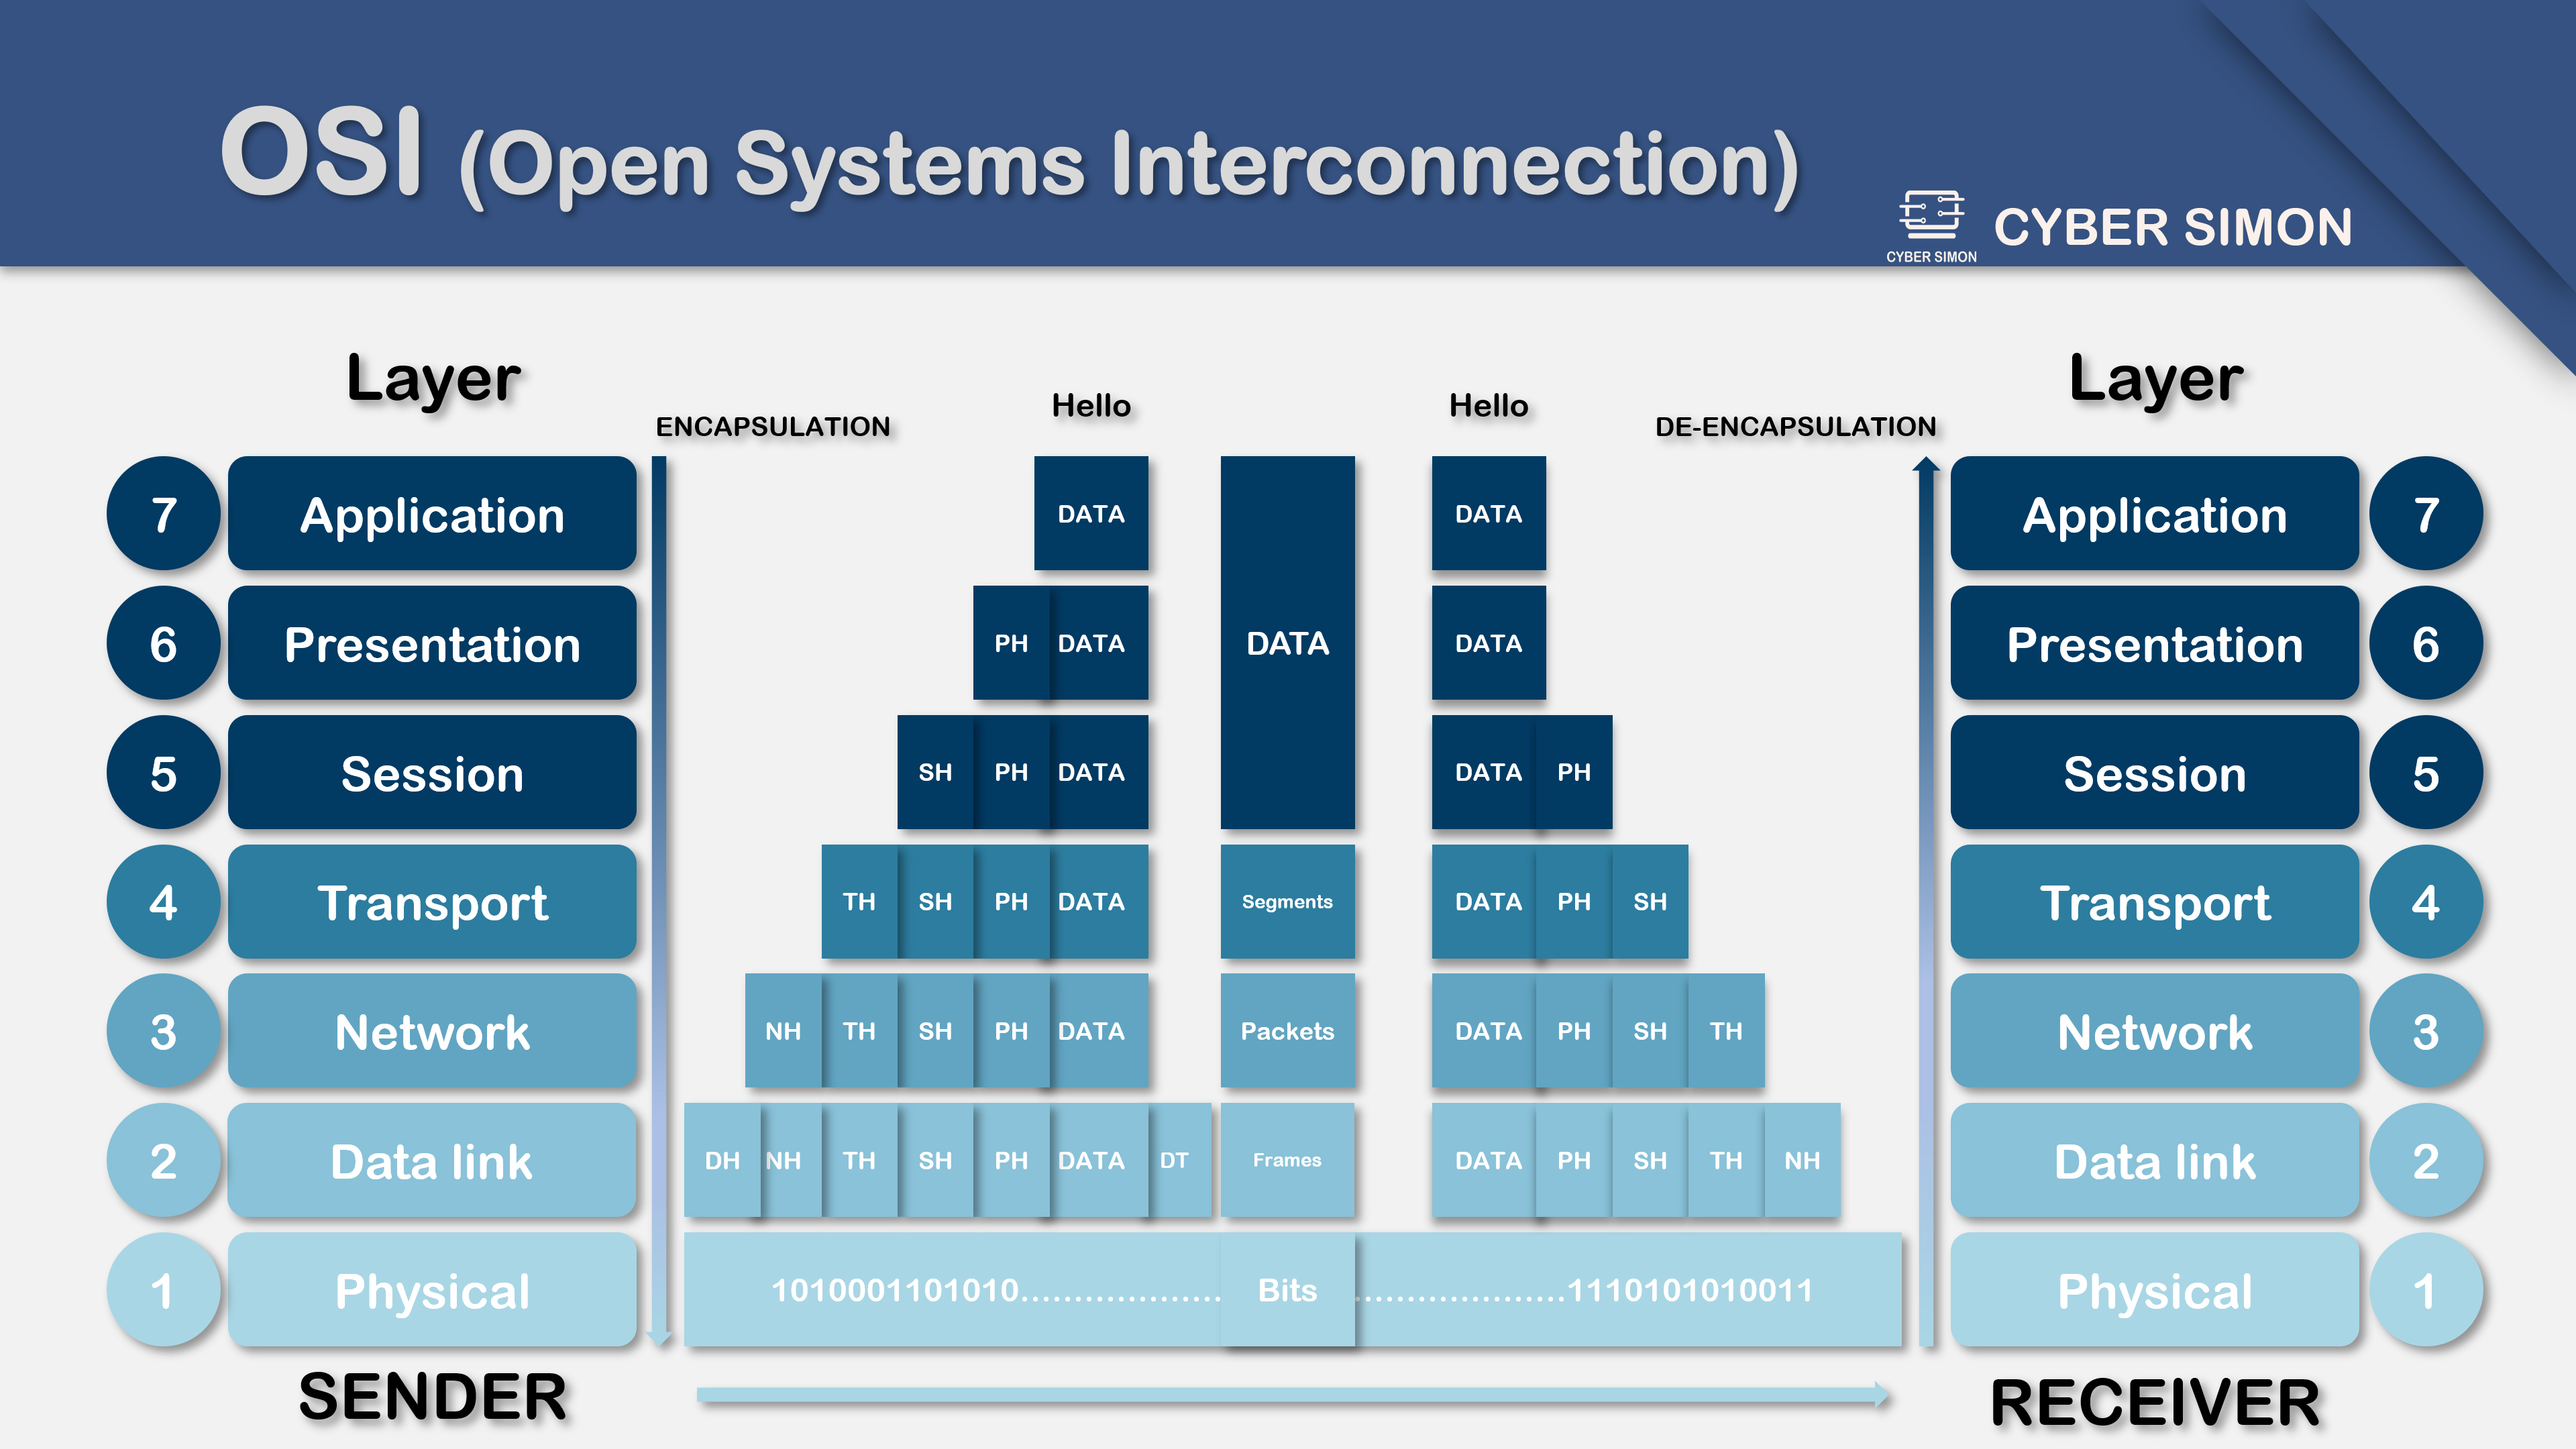 OSI (Open Systems Interconnection)
CYBER SIMON
CYBER SIMON
Layer
ENCAPSULATION
Hello
Hello
DE-ENCAPSULATION
Layer
7 Application DATA DATA Application 7
6 Presentation PH DATA DATA DATA Presentation 6
5 Session SH PH DATA DATA PH Session 5
4 Transport TH SH PH DATA Segments DATA PH SH Transport 4
3 Network NH TH SH PH DATA Packets DATA PH SH TH Network 3
2 Data link DH NH TH SH PH DATA DT Frames DATA PH SH TH NH Data link 2
1 Physical 1010001101010................... Bits ....................1110101010011 Physical 1
SENDER
RECEIVER